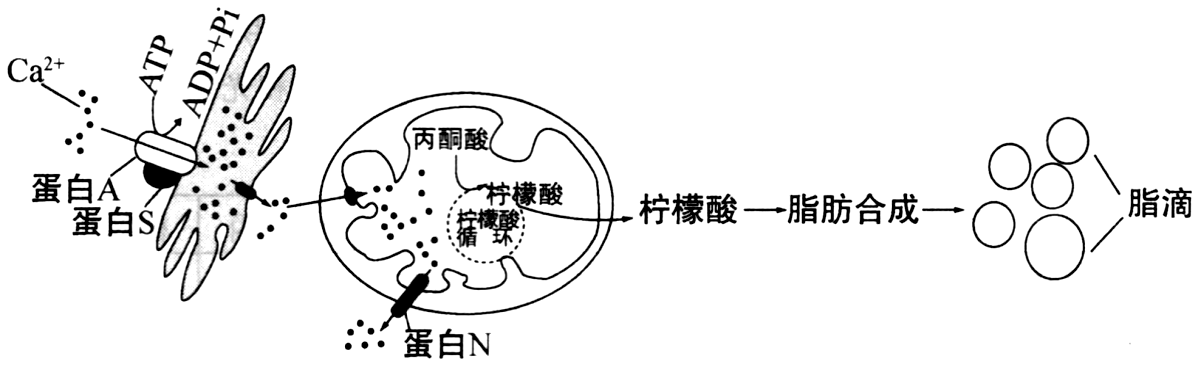 Ca²⁺
ATP
ADP+Pi
蛋白A
蛋白S
丙酮酸
柠檬酸
柠檬酸
循 环
蛋白N
柠檬酸
脂肪合成
脂滴